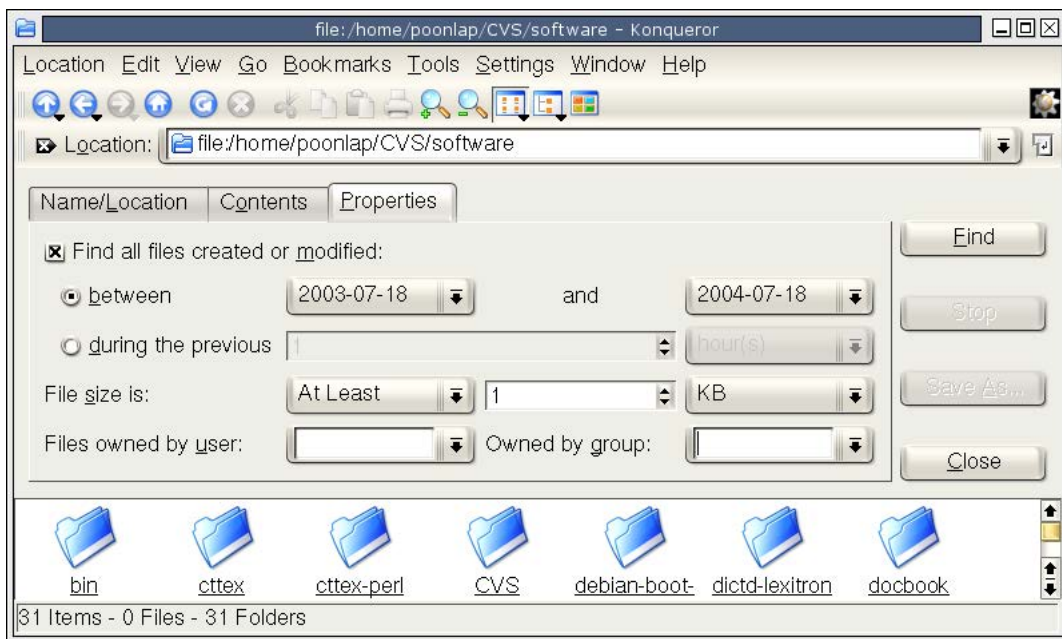 file:/home/poonlap/CVS/software - Konqueror
Location Edit View Go Bookmarks Tools Settings Window Help
Location: file:/home/poonlap/CVS/software
Name/Location Contents Properties
Find all files created or modified:
between 2003-07-18 and 2004-07-18
during the previous 1 hour(s)
File size is: At Least 1 KB
Files owned by user: Owned by group:
Find
Stop
Save As...
Close
bin cttex cttex-perl CVS debian-boot- dictd-lexitron docbook
31 Items - 0 Files - 31 Folders